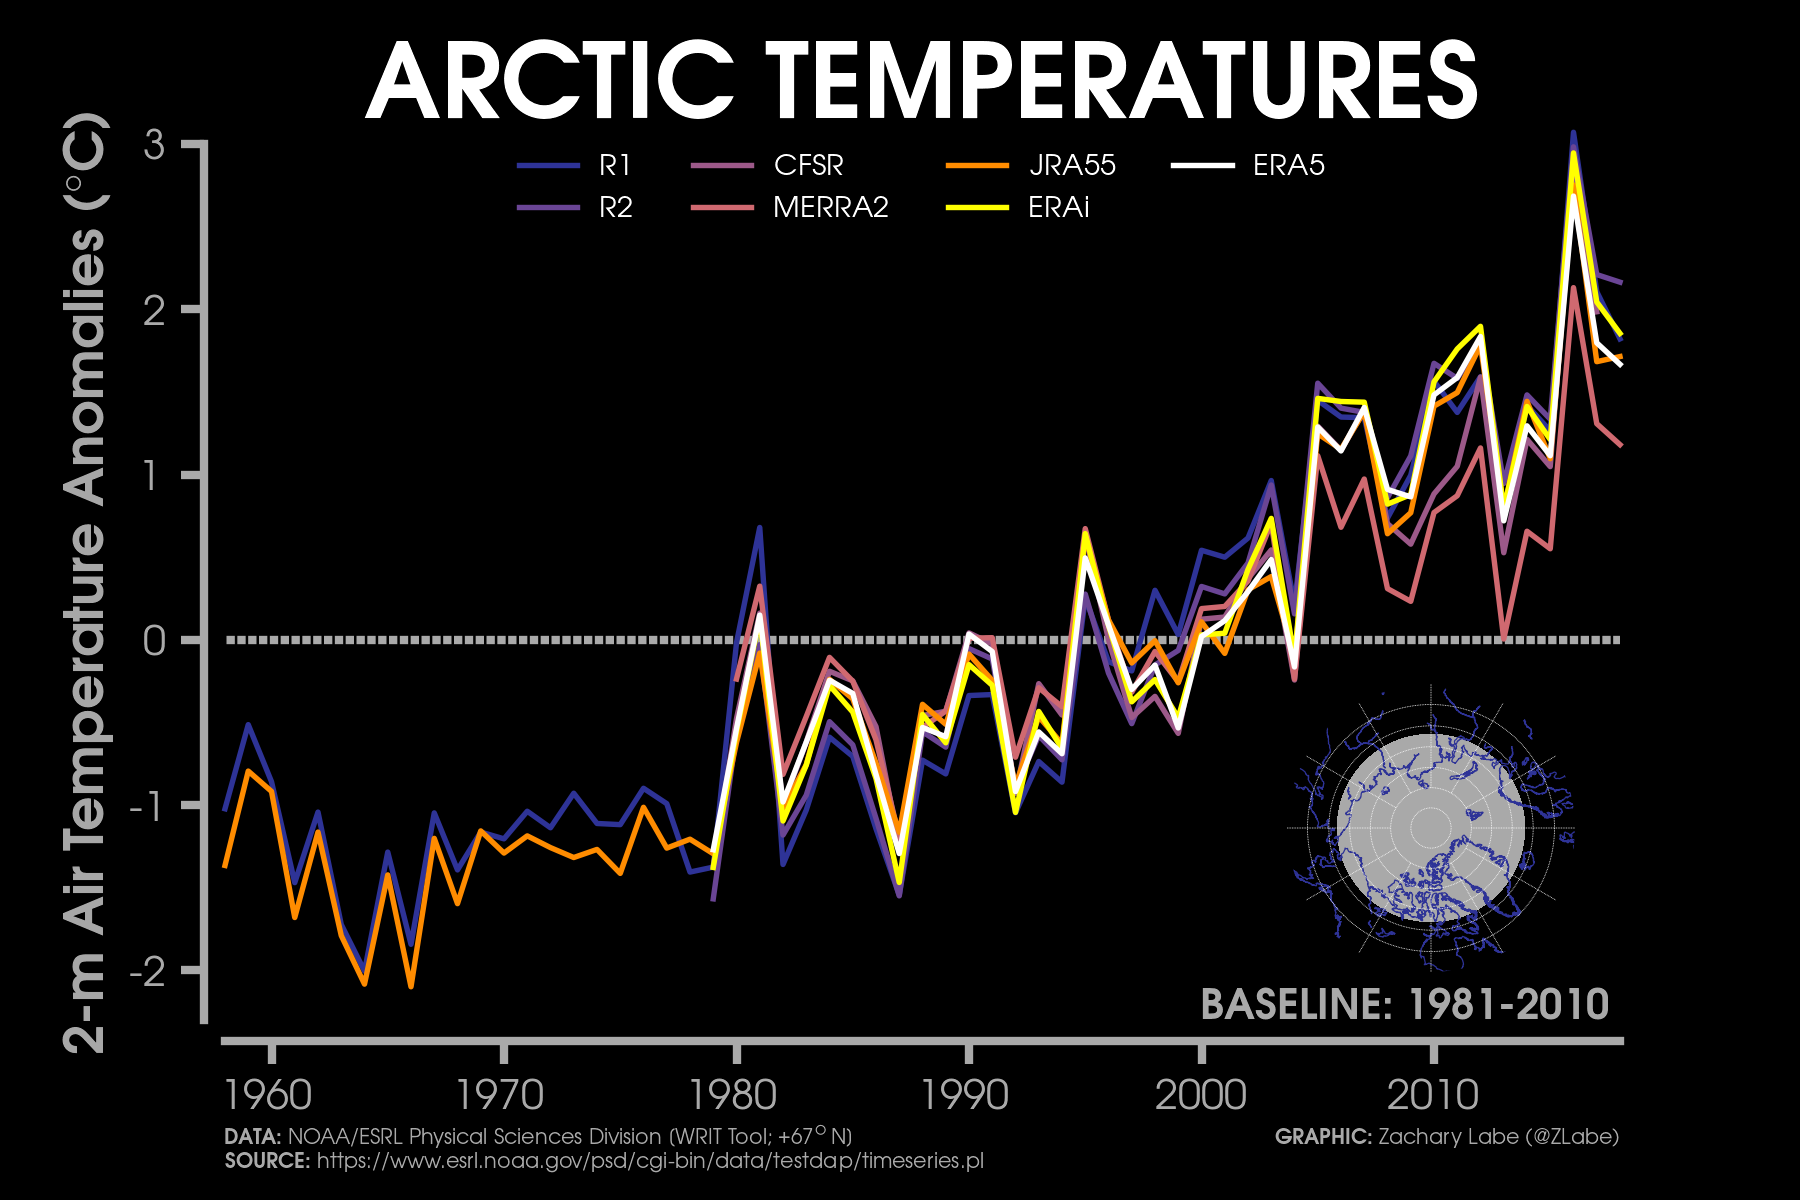 ARCTIC TEMPERATURES
2-m Air Temperature Anomalies (°C)
3
2
1
0
-1
-2
R1
R2
CFSR
MERRA2
JRA55
ERAi
ERA5
BASELINE: 1981-2010
1960 1970 1980 1990 2000 2010
DATA: NOAA/ESRL Physical Sciences Division (WRIT Tool; +67° N)
SOURCE: https://www.esrl.noaa.gov/psd/cgi-bin/data/testdap/timeseries.pl
GRAPHIC: Zachary Labe (@ZLabe)